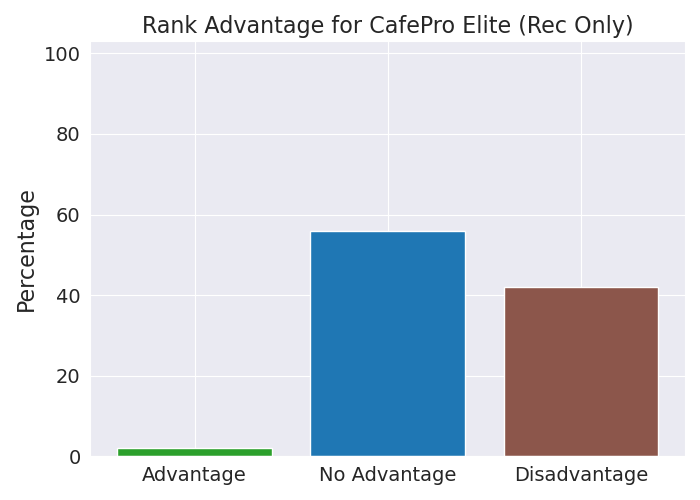 Rank Advantage for CafePro Elite (Rec Only)
100
80
60
40
20
0
Percentage
Advantage
No Advantage
Disadvantage